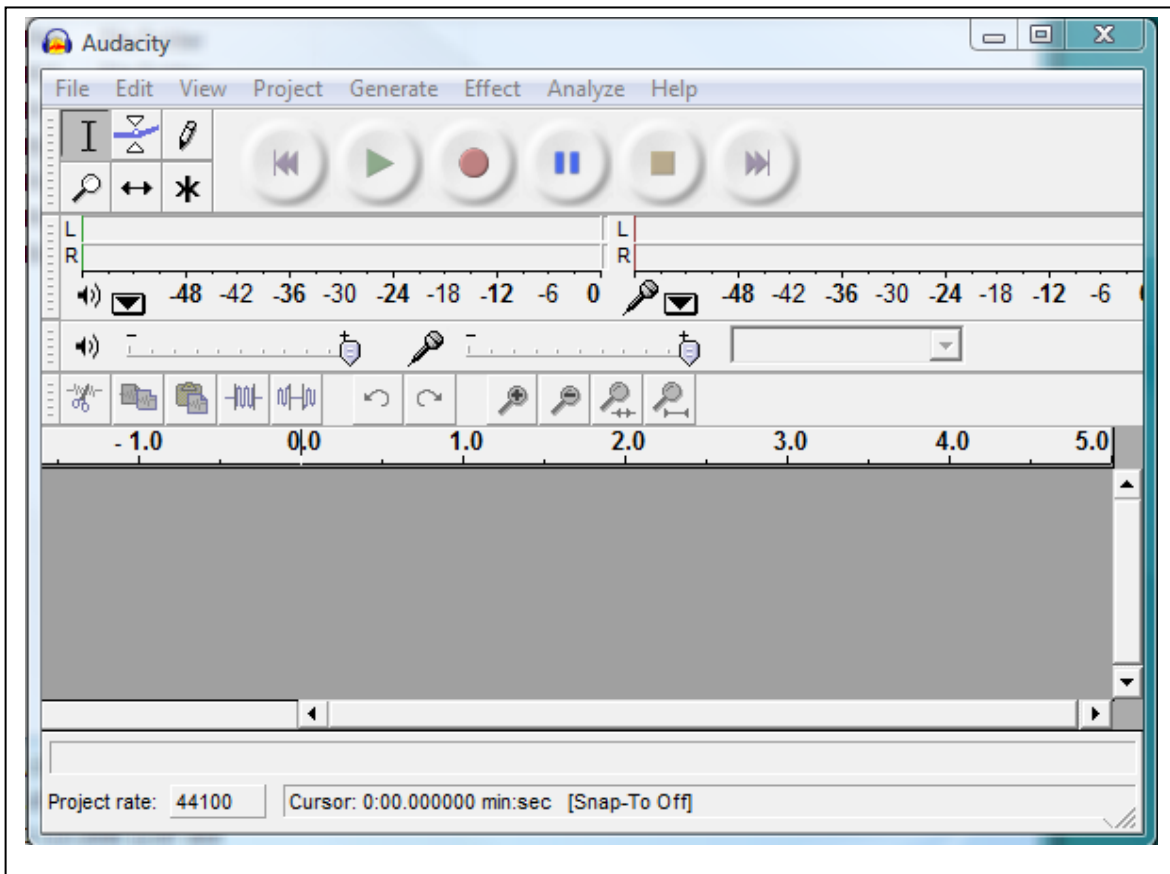 Audacity
File Edit View Project Generate Effect Analyze Help
L L
R R
-48 -42 -36 -30 -24 -18 -12 -6 0 -48 -42 -36 -30 -24 -18 -12 -6
- + - +
- 1.0 0.0 1.0 2.0 3.0 4.0 5.0
Project rate: 44100 Cursor: 0:00.000000 min:sec [Snap-To Off]